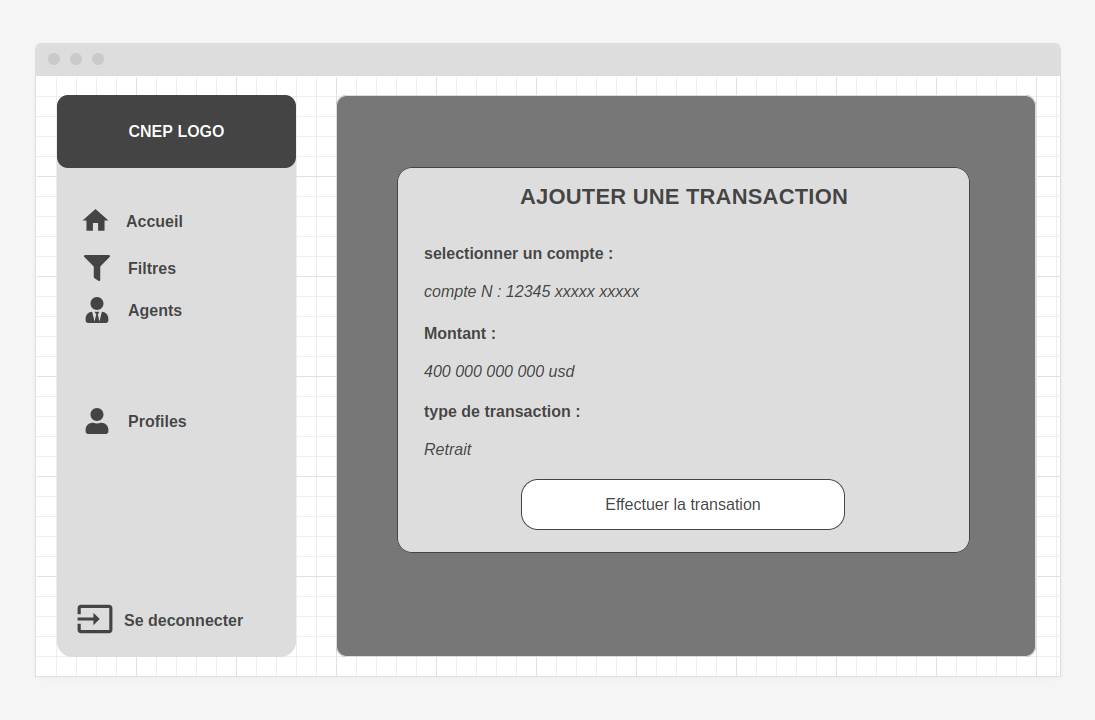 CNEP LOGO
Accueil
Filtres
Agents
Profiles
Se deconnecter
AJOUTER UNE TRANSACTION
selectionner un compte :
compte N : 12345 xxxxx xxxxx
Montant :
400 000 000 000 usd
type de transaction :
Retrait
Effectuer la transation